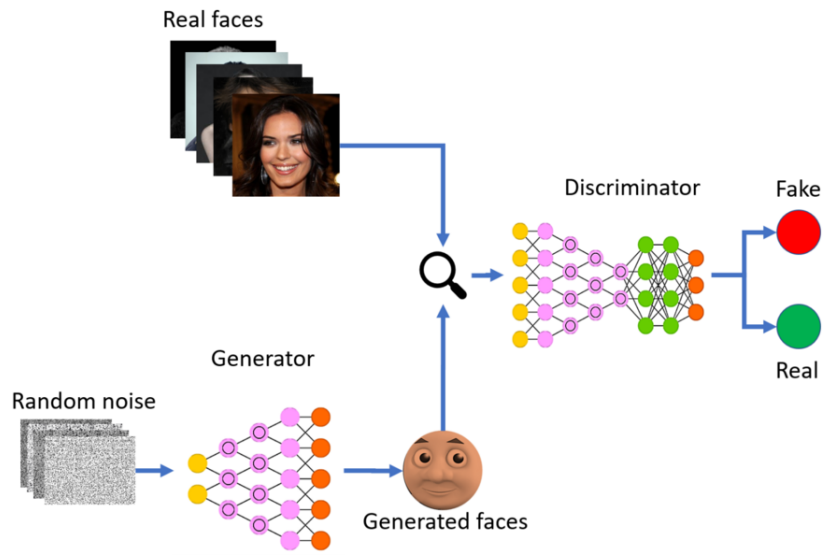 Real faces
Discriminator
Fake
Generator
Real
Random noise
Generated faces